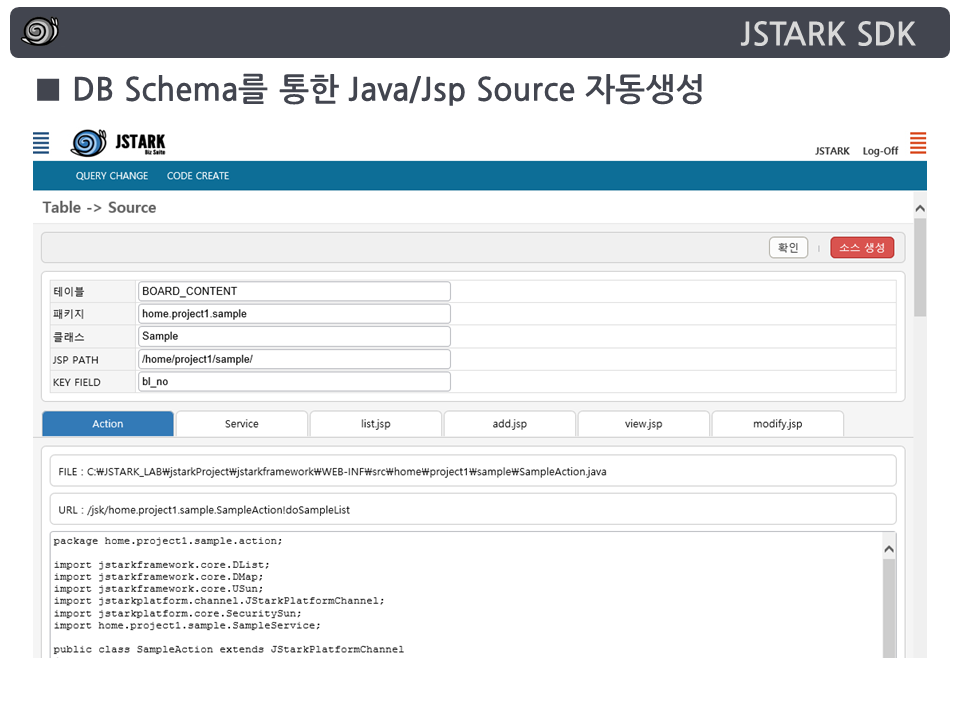 JSTARK SDK
■ DB Schema를 통한 Java/Jsp Source 자동생성
JSTARK
Biz Suite
JSTARK Log-Off
QUERY CHANGE CODE CREATE
Table -> Source
확인 | 소스 생성
테이블 BOARD_CONTENT
패키지 home.project1.sample
클래스 Sample
JSP PATH /home/project1/sample/
KEY FIELD bl_no
Action Service list.jsp add.jsp view.jsp modify.jsp
FILE : C:₩JSTARK_LAB₩jstarkProject₩jstarkframework₩WEB-INF₩src₩home₩project1₩sample₩SampleAction.java
URL : /jsk/home.project1.sample.SampleAction!doSampleList
package home.project1.sample.action;
import jstarkframework.core.DList;
import jstarkframework.core.DMap;
import jstarkframework.core.USun;
import jstarkplatform.channel.JStarkPlatformChannel;
import jstarkplatform.core.SecuritySun;
import home.project1.sample.SampleService;
public class SampleAction extends JStarkPlatformChannel